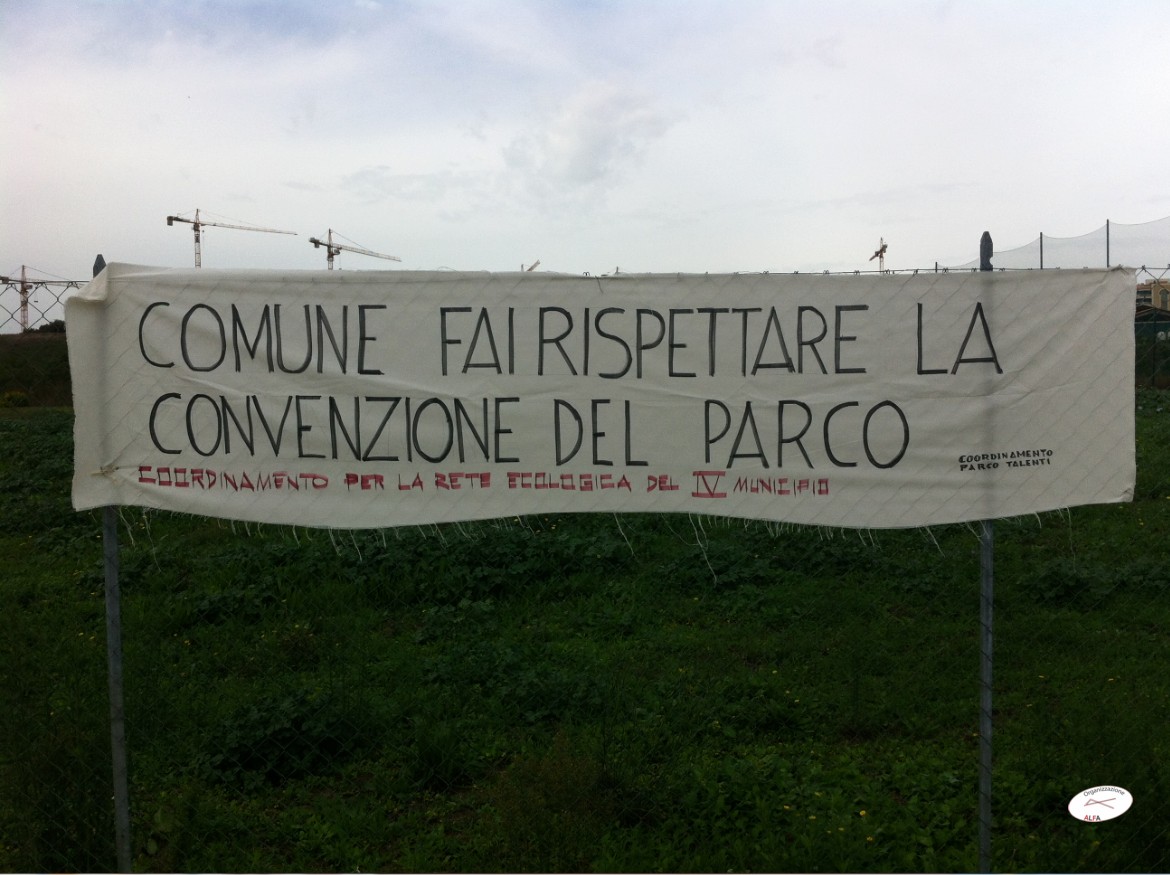 COMUNE FAI RISPETTARE LA
CONVENZIONE DEL PARCO
COORDINAMENTO PER LA RETE ECOLOGICA DEL IV MUNICIPIO
COORDINAMENTO
PARCO TALENTI
Organizzazione
ALFA